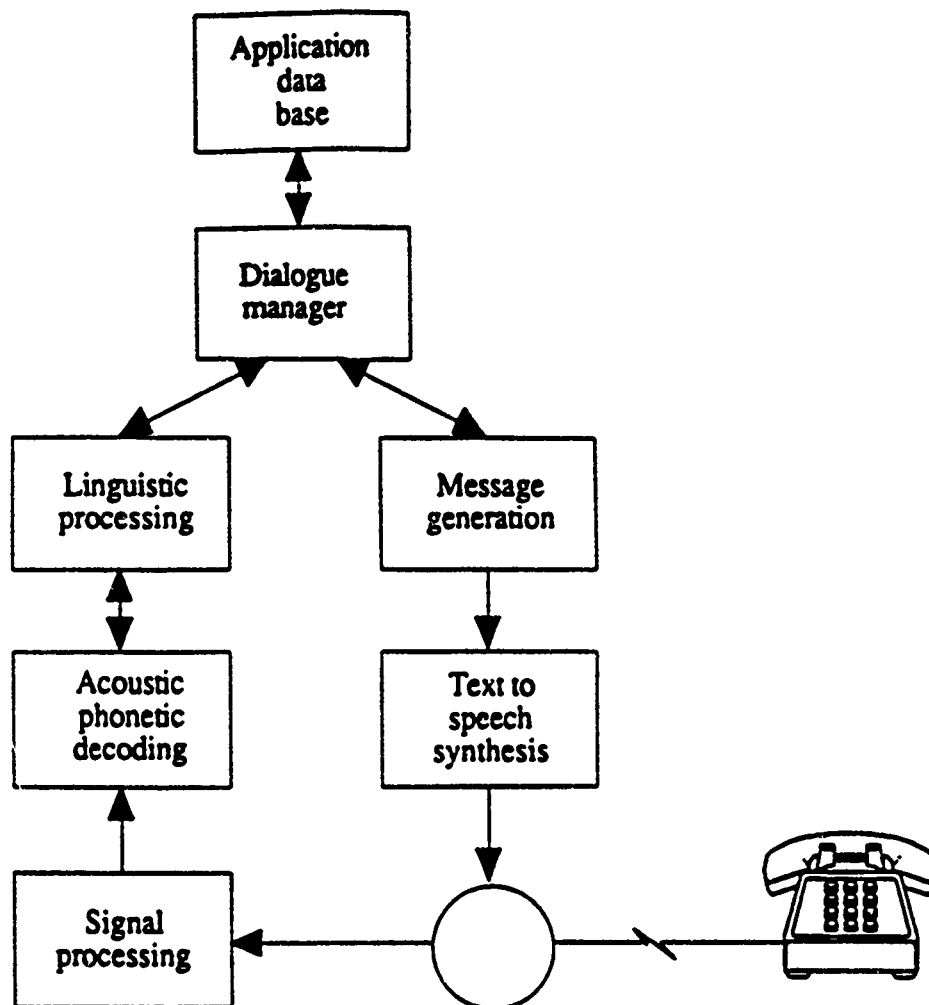 Application
data
base
Dialogue
manager
Linguistic
processing
Message
generation
Acoustic
phonetic
decoding
Text to
speech
synthesis
Signal
processing